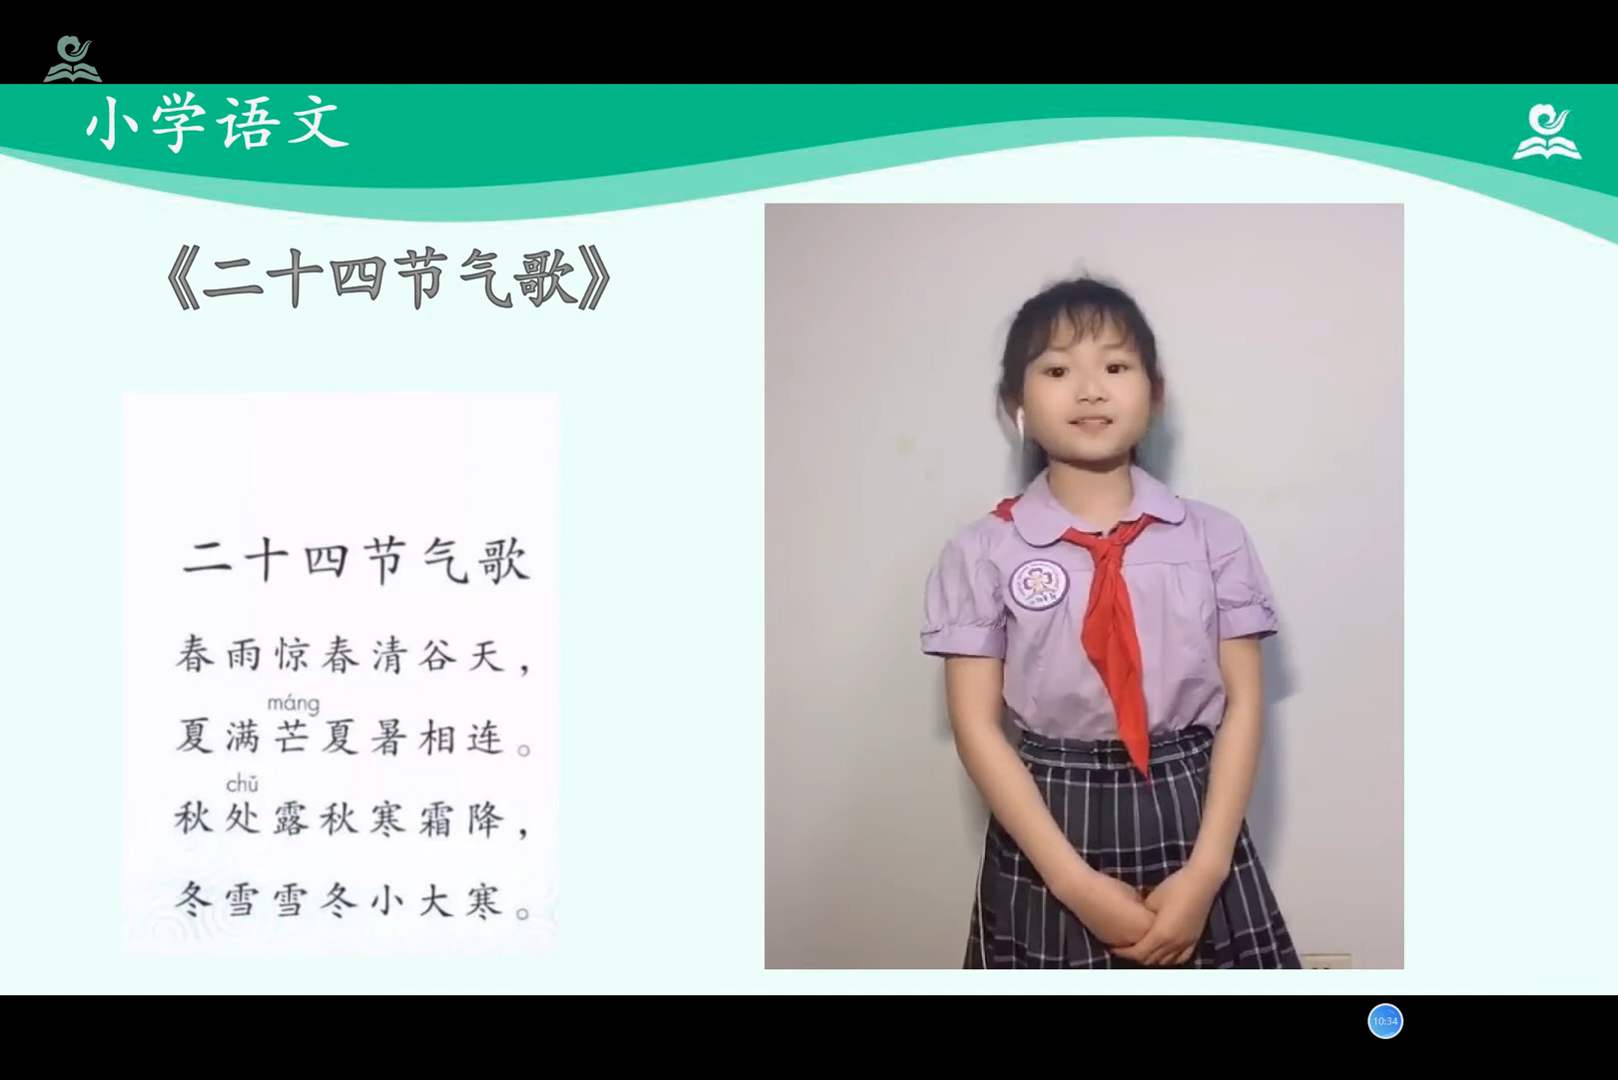 小学语文
《二十四节气歌》
二十四节气歌
春雨惊春清谷天，
máng
夏满芒夏暑相连。
chǔ
秋处露秋寒霜降，
冬雪雪冬小大寒。
10:34